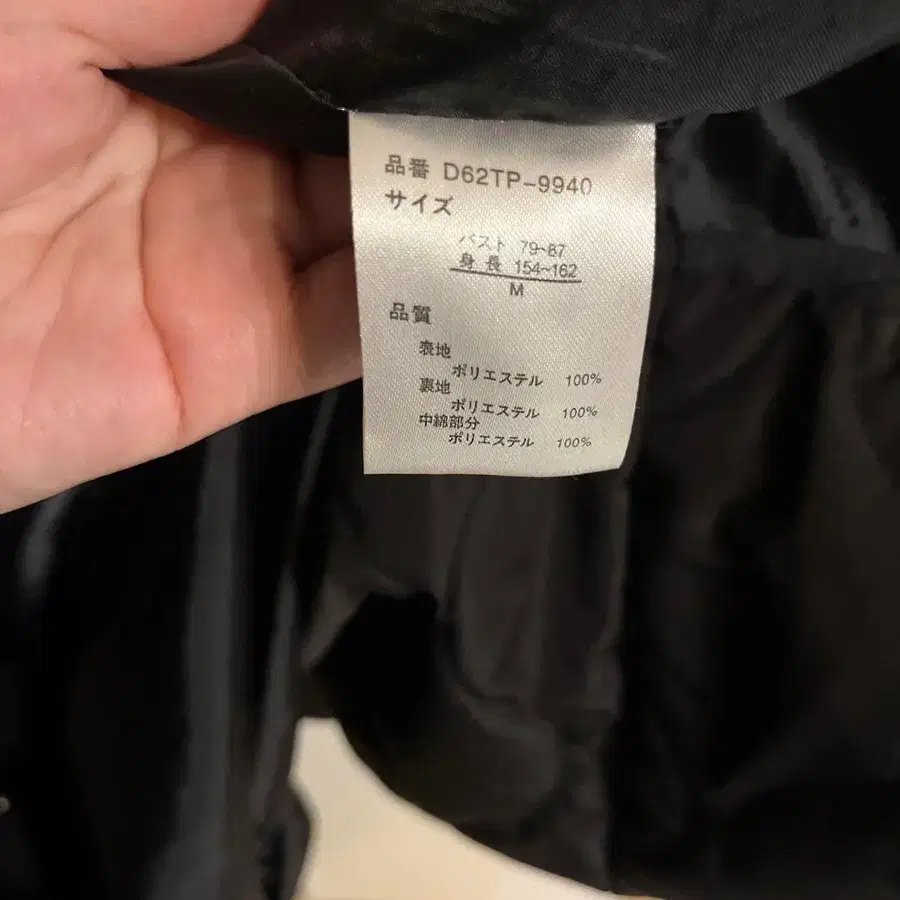 品番 D62TP-9940
サイズ
バスト 79~87
身長 154~162
M
品質
表地
ポリエステル 100%
裏地
ポリエステル 100%
中綿部分
ポリエステル 100%